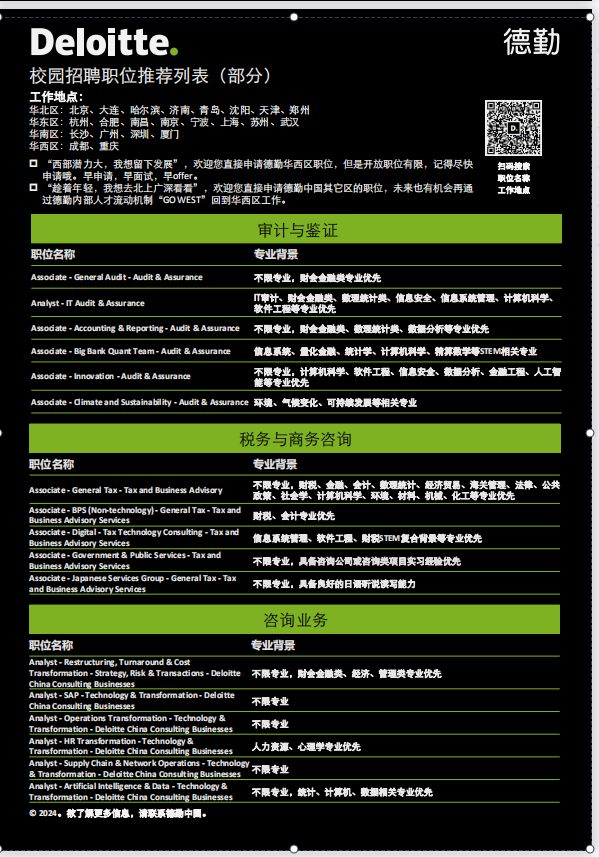 Deloitte.
德勤
校园招聘职位推荐列表（部分）
工作地点：
华北区：北京、大连、哈尔滨、济南、青岛、沈阳、天津、郑州
华东区：杭州、合肥、南昌、南京、宁波、上海、苏州、武汉
华南区：长沙、广州、深圳、厦门
华西区：成都、重庆
D.
扫码搜索
职位名称
工作地点
“西部潜力大，我想留下发展”，欢迎您直接申请德勤华西区职位，但是开放职位有限，记得尽快
申请哦。早申请，早面试，早offer。
“趁着年轻，我想去北上广深看看”，欢迎您直接申请德勤中国其它区的职位，未来也有机会再通
过德勤内部人才流动机制“GO WEST”回到华西区工作。
审计与鉴证
职位名称 专业背景
Associate - General Audit - Audit & Assurance 不限专业，财会金融类专业优先
Analyst - IT Audit & Assurance
IT审计、财会金融类、数理统计类、信息安全、信息系统管理、计算机科学、
软件工程等专业优先
Associate - Accounting & Reporting - Audit & Assurance 不限专业，财会金融类、数理统计类、数据分析等专业优先
Associate - Big Bank Quant Team - Audit & Assurance 信息系统、量化金融、统计学、计算机科学、精算数学等STEM相关专业
Associate - Innovation - Audit & Assurance
不限专业，计算机科学、软件工程、信息安全、数据分析、金融工程、人工智
能等专业优先
Associate - Climate and Sustainability - Audit & Assurance 环境、气候变化、可持续发展等相关专业
税务与商务咨询
职位名称 专业背景
Associate - General Tax - Tax and Business Advisory
不限专业，财税、金融、会计、数理统计、经济贸易、海关管理、法律、公共
政策、社会学、计算机科学、环境、材料、机械、化工等专业优先
Associate - BPS (Non-technology) - General Tax - Tax and
Business Advisory Services
财税、会计专业优先
Associate - Digital - Tax Technology Consulting - Tax and
Business Advisory Services
信息系统管理、软件工程、财税STEM复合背景等专业优先
Associate - Government & Public Services - Tax and
Business Advisory Services
不限专业，具备咨询公司或咨询类项目实习经验优先
Associate - Japanese Services Group - General Tax - Tax
and Business Advisory Services
不限专业，具备良好的日语听说读写能力
咨询业务
职位名称 专业背景
Analyst - Restructuring, Turnaround & Cost
Transformation - Strategy, Risk & Transactions - Deloitte
China Consulting Businesses
不限专业，财会金融类、经济、管理类专业优先
Analyst - SAP - Technology & Transformation - Deloitte
China Consulting Businesses
不限专业
Analyst - Operations Transformation - Technology &
Transformation - Deloitte China Consulting Businesses
不限专业
Analyst - HR Transformation - Technology &
Transformation - Deloitte China Consulting Businesses
人力资源、心理学专业优先
Analyst - Supply Chain & Network Operations - Technology
& Transformation - Deloitte China Consulting Businesses
不限专业
Analyst - Artificial Intelligence & Data - Technology &
Transformation - Deloitte China Consulting Businesses
不限专业，统计、计算机、数据相关专业优先
© 2024。欲了解更多信息，请联系德勤中国。